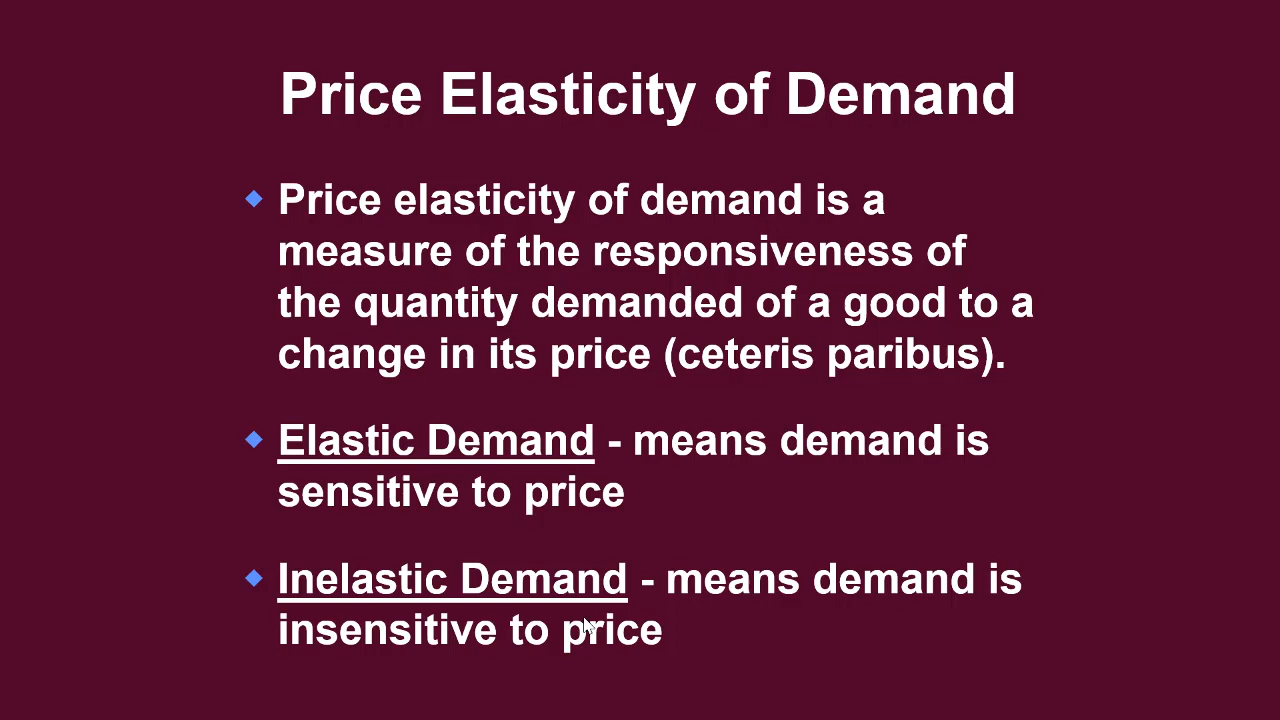 Price Elasticity of Demand
Price elasticity of demand is a
measure of the responsiveness of
the quantity demanded of a good to a
change in its price (ceteris paribus).
Elastic Demand - means demand is
sensitive to price
Inelastic Demand - means demand is
insensitive to price